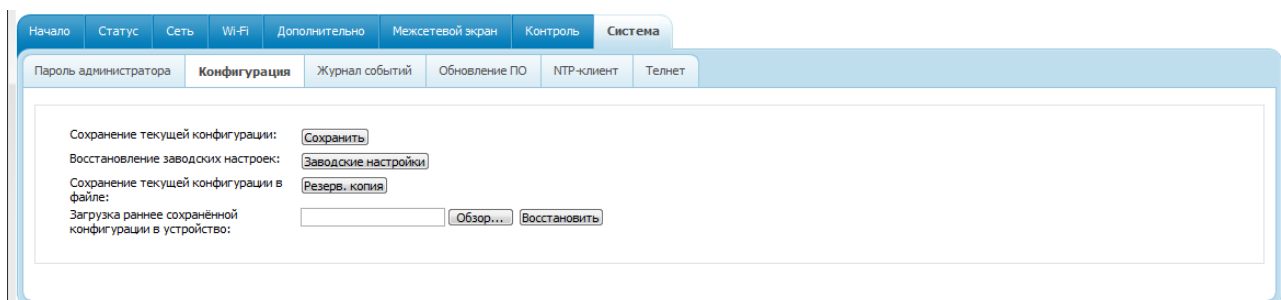 Начало Статус Сеть Wi-Fi Дополнительно Межсетевой экран Контроль Система
Пароль администратора Конфигурация Журнал событий Обновление ПО NTP-клиент Телнет
Сохранение текущей конфигурации: Сохранить
Восстановление заводских настроек: Заводские настройки
Сохранение текущей конфигурации в
файле: Резерв. копия
Загрузка раннее сохранённой
конфигурации в устройство: Обзор... Восстановить